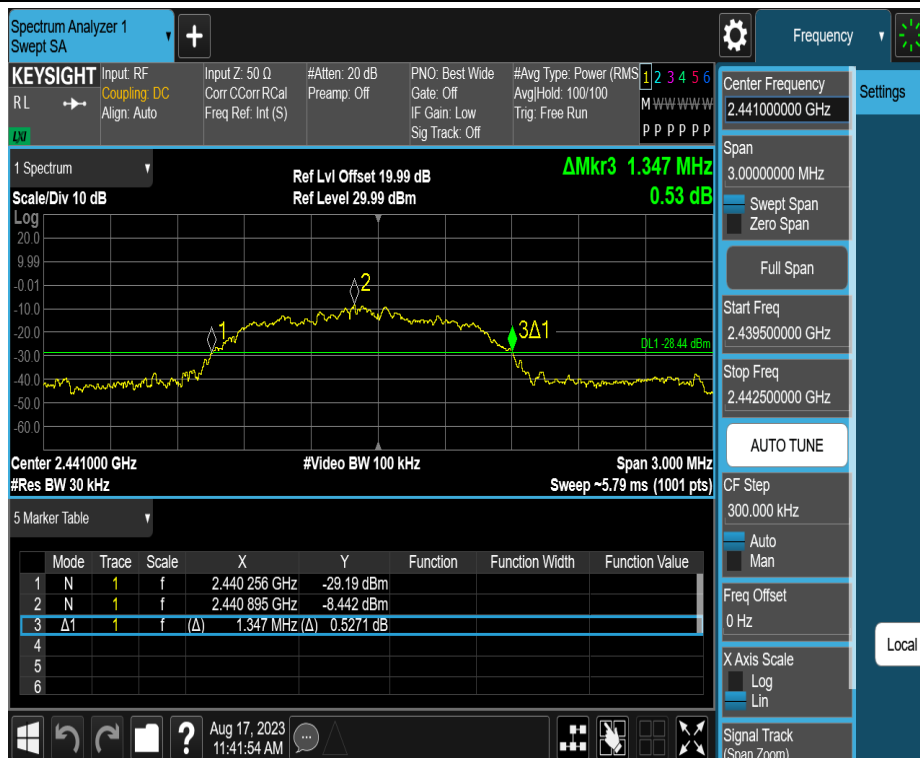 Spectrum Analyzer 1
Swept SA
+
Frequency
KEYSIGHT
RL
LXI
Input: RF
Coupling: DC
Align: Auto
Input Z: 50 Ω
Corr CCorr RCal
Freq Ref: Int (S)
#Atten: 20 dB
Preamp: Off
PNO: Best Wide
Gate: Off
IF Gain: Low
Sig Track: Off
#Avg Type: Power (RMS
Avg|Hold: 100/100
Trig: Free Run
1 2 3 4 5 6
M W W W W W
P P P P P P
Center Frequency
2.441000000 GHz
Settings
Span
3.00000000 MHz
Swept Span
Zero Span
Full Span
Start Freq
2.439500000 GHz
Stop Freq
2.442500000 GHz
AUTO TUNE
CF Step
300.000 kHz
Auto
Man
Freq Offset
0 Hz
X Axis Scale
Log
Lin
Signal Track
(Span Zoom)
Local
1 Spectrum
Scale/Div 10 dB
Ref Lvl Offset 19.99 dB
Ref Level 29.99 dBm
ΔMkr3 1.347 MHz
0.53 dB
Log
20.0
9.99
-0.01
-10.0
-20.0
-30.0
-40.0
-50.0
-60.0
1
2
3Δ1
DL1 -28.44 dBm
Center 2.441000 GHz
#Video BW 100 kHz
Span 3.000 MHz
#Res BW 30 kHz
Sweep ~5.79 ms (1001 pts)
5 Marker Table
Mode Trace Scale X Y Function Function Width Function Value
1 N 1 f 2.440 256 GHz -29.19 dBm
2 N 1 f 2.440 895 GHz -8.442 dBm
3 Δ1 1 f (Δ) 1.347 MHz (Δ) 0.5271 dB
4
5
6
?
Aug 17, 2023
11:41:54 AM